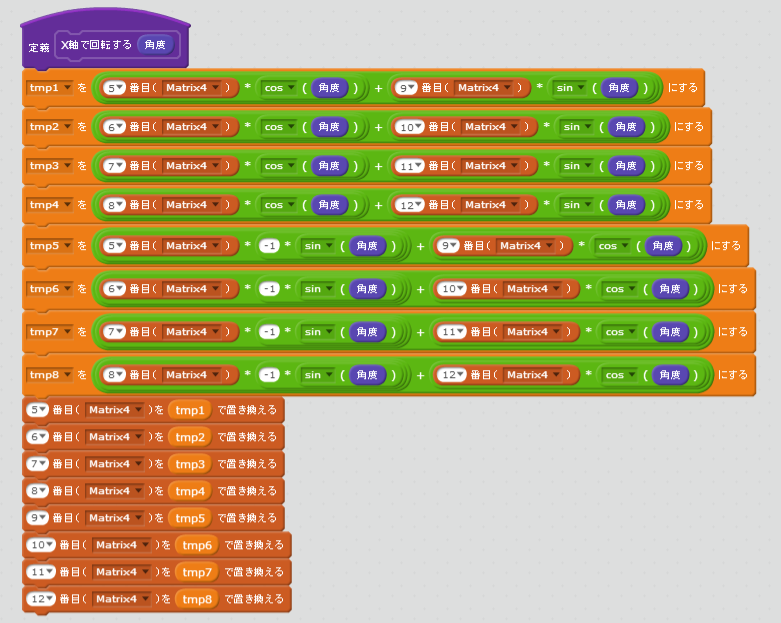 定義 X軸で回転する 角度
tmp1 を 5 番目( Matrix4 ) * cos ( 角度 ) + 9 番目( Matrix4 ) * sin ( 角度 ) にする
tmp2 を 6 番目( Matrix4 ) * cos ( 角度 ) + 10 番目( Matrix4 ) * sin ( 角度 ) にする
tmp3 を 7 番目( Matrix4 ) * cos ( 角度 ) + 11 番目( Matrix4 ) * sin ( 角度 ) にする
tmp4 を 8 番目( Matrix4 ) * cos ( 角度 ) + 12 番目( Matrix4 ) * sin ( 角度 ) にする
tmp5 を 5 番目( Matrix4 ) * -1 * sin ( 角度 ) + 9 番目( Matrix4 ) * cos ( 角度 ) にする
tmp6 を 6 番目( Matrix4 ) * -1 * sin ( 角度 ) + 10 番目( Matrix4 ) * cos ( 角度 ) にする
tmp7 を 7 番目( Matrix4 ) * -1 * sin ( 角度 ) + 11 番目( Matrix4 ) * cos ( 角度 ) にする
tmp8 を 8 番目( Matrix4 ) * -1 * sin ( 角度 ) + 12 番目( Matrix4 ) * cos ( 角度 ) にする
5 番目( Matrix4 )を tmp1 で置き換える
6 番目( Matrix4 )を tmp2 で置き換える
7 番目( Matrix4 )を tmp3 で置き換える
8 番目( Matrix4 )を tmp4 で置き換える
9 番目( Matrix4 )を tmp5 で置き換える
10 番目( Matrix4 )を tmp6 で置き換える
11 番目( Matrix4 )を tmp7 で置き換える
12 番目( Matrix4 )を tmp8 で置き換える